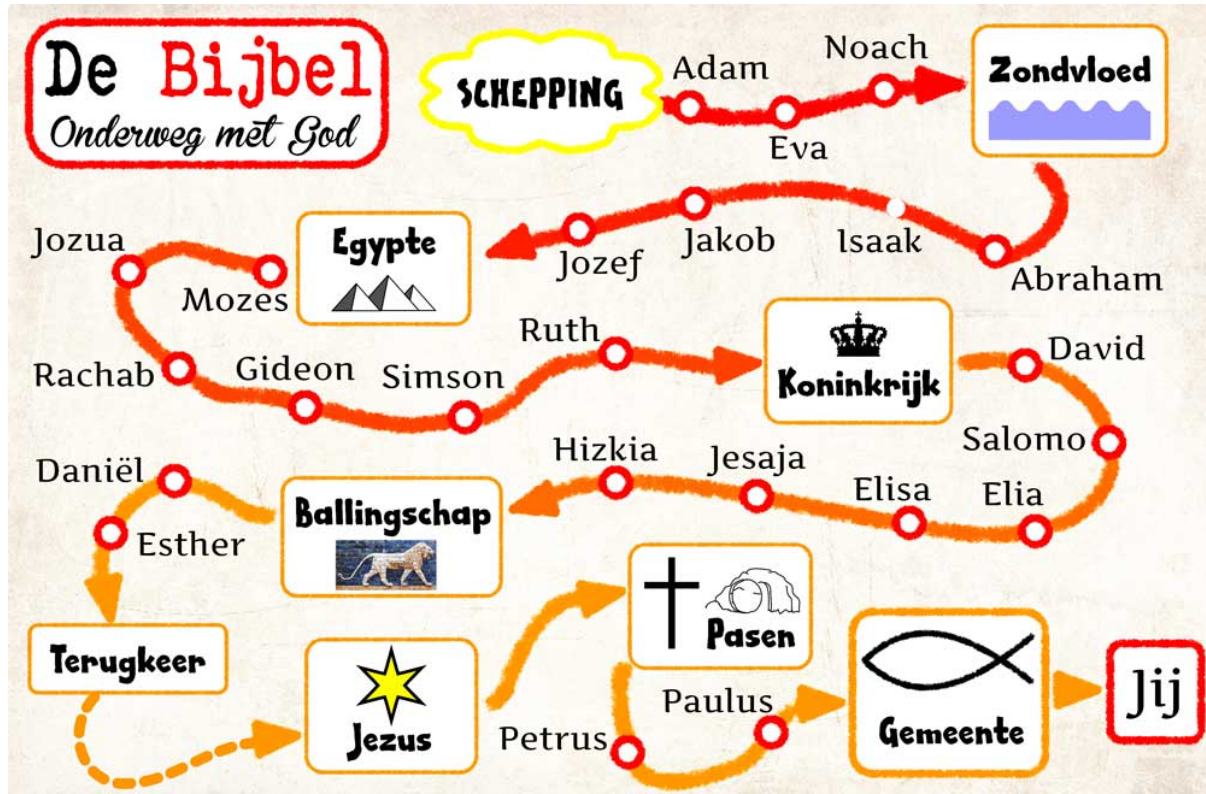 De Bijbel
Onderweg met God
SCHEPPING
Adam
Eva
Noach
Zondvloed
Abraham
Isaak
Jakob
Jozef
Egypte
Mozes
Jozua
Rachab
Gideon
Simson
Ruth
Koninkrijk
David
Salomo
Elia
Elisa
Jesaja
Hizkia
Ballingschap
Daniël
Esther
Terugkeer
Jezus
Pasen
Petrus
Paulus
Gemeente
Jij